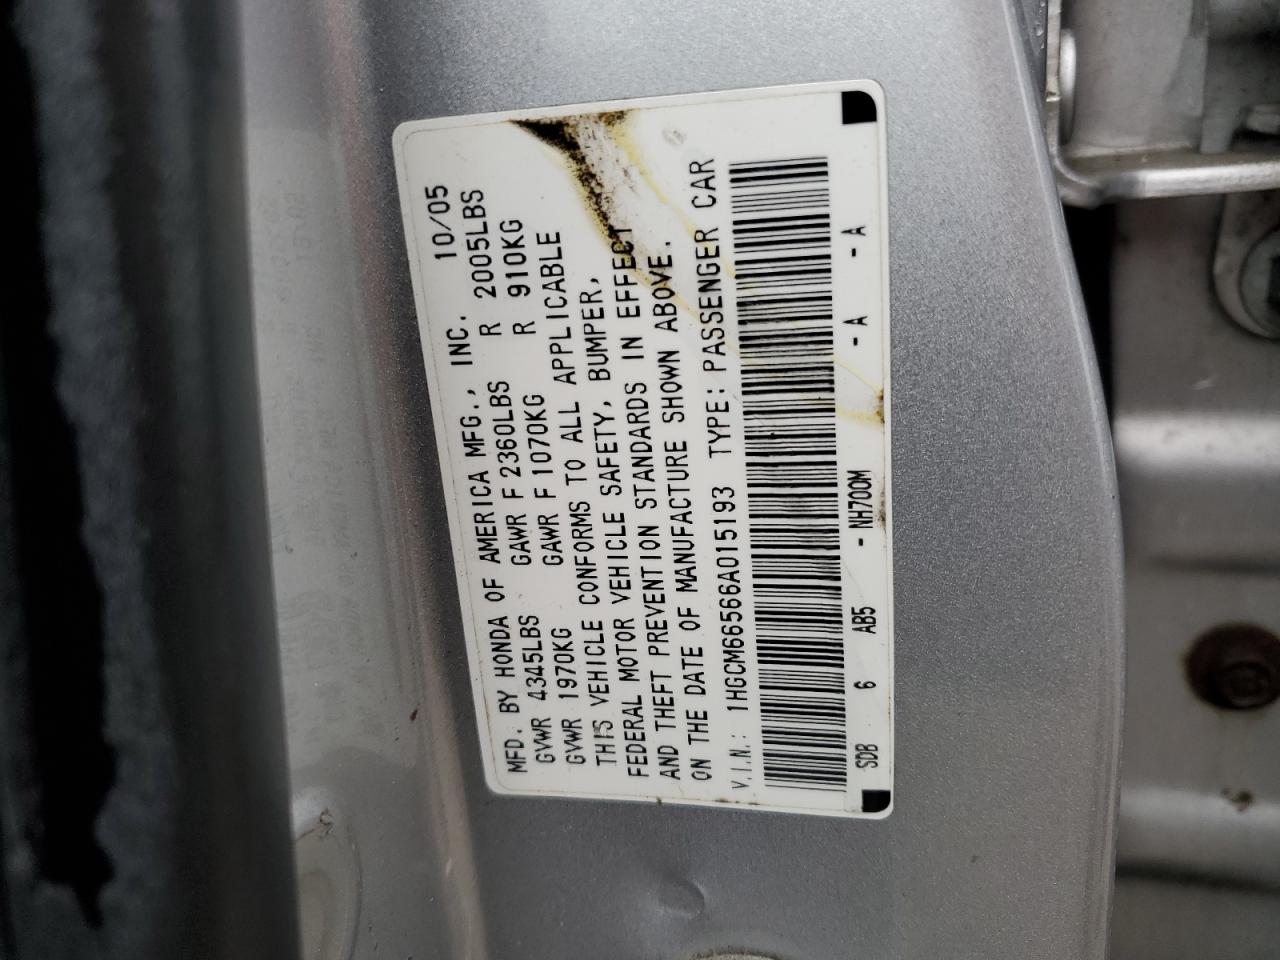 MFD. BY HONDA OF AMERICA MFG., INC. 10/05
GVWR 4345LBS GAWR F 2360LBS R 2005LBS
GVWR 1970KG GAWR F 1070KG R 910KG
THIS VEHICLE CONFORMS TO ALL APPLICABLE
FEDERAL MOTOR VEHICLE SAFETY, BUMPER,
AND THEFT PREVENTION STANDARDS IN EFFECT
ON THE DATE OF MANUFACTURE SHOWN ABOVE.
V.I.N.: 1HGCM66566A015193 TYPE: PASSENGER CAR
SDB 6 AB5 - NH700M - A - A